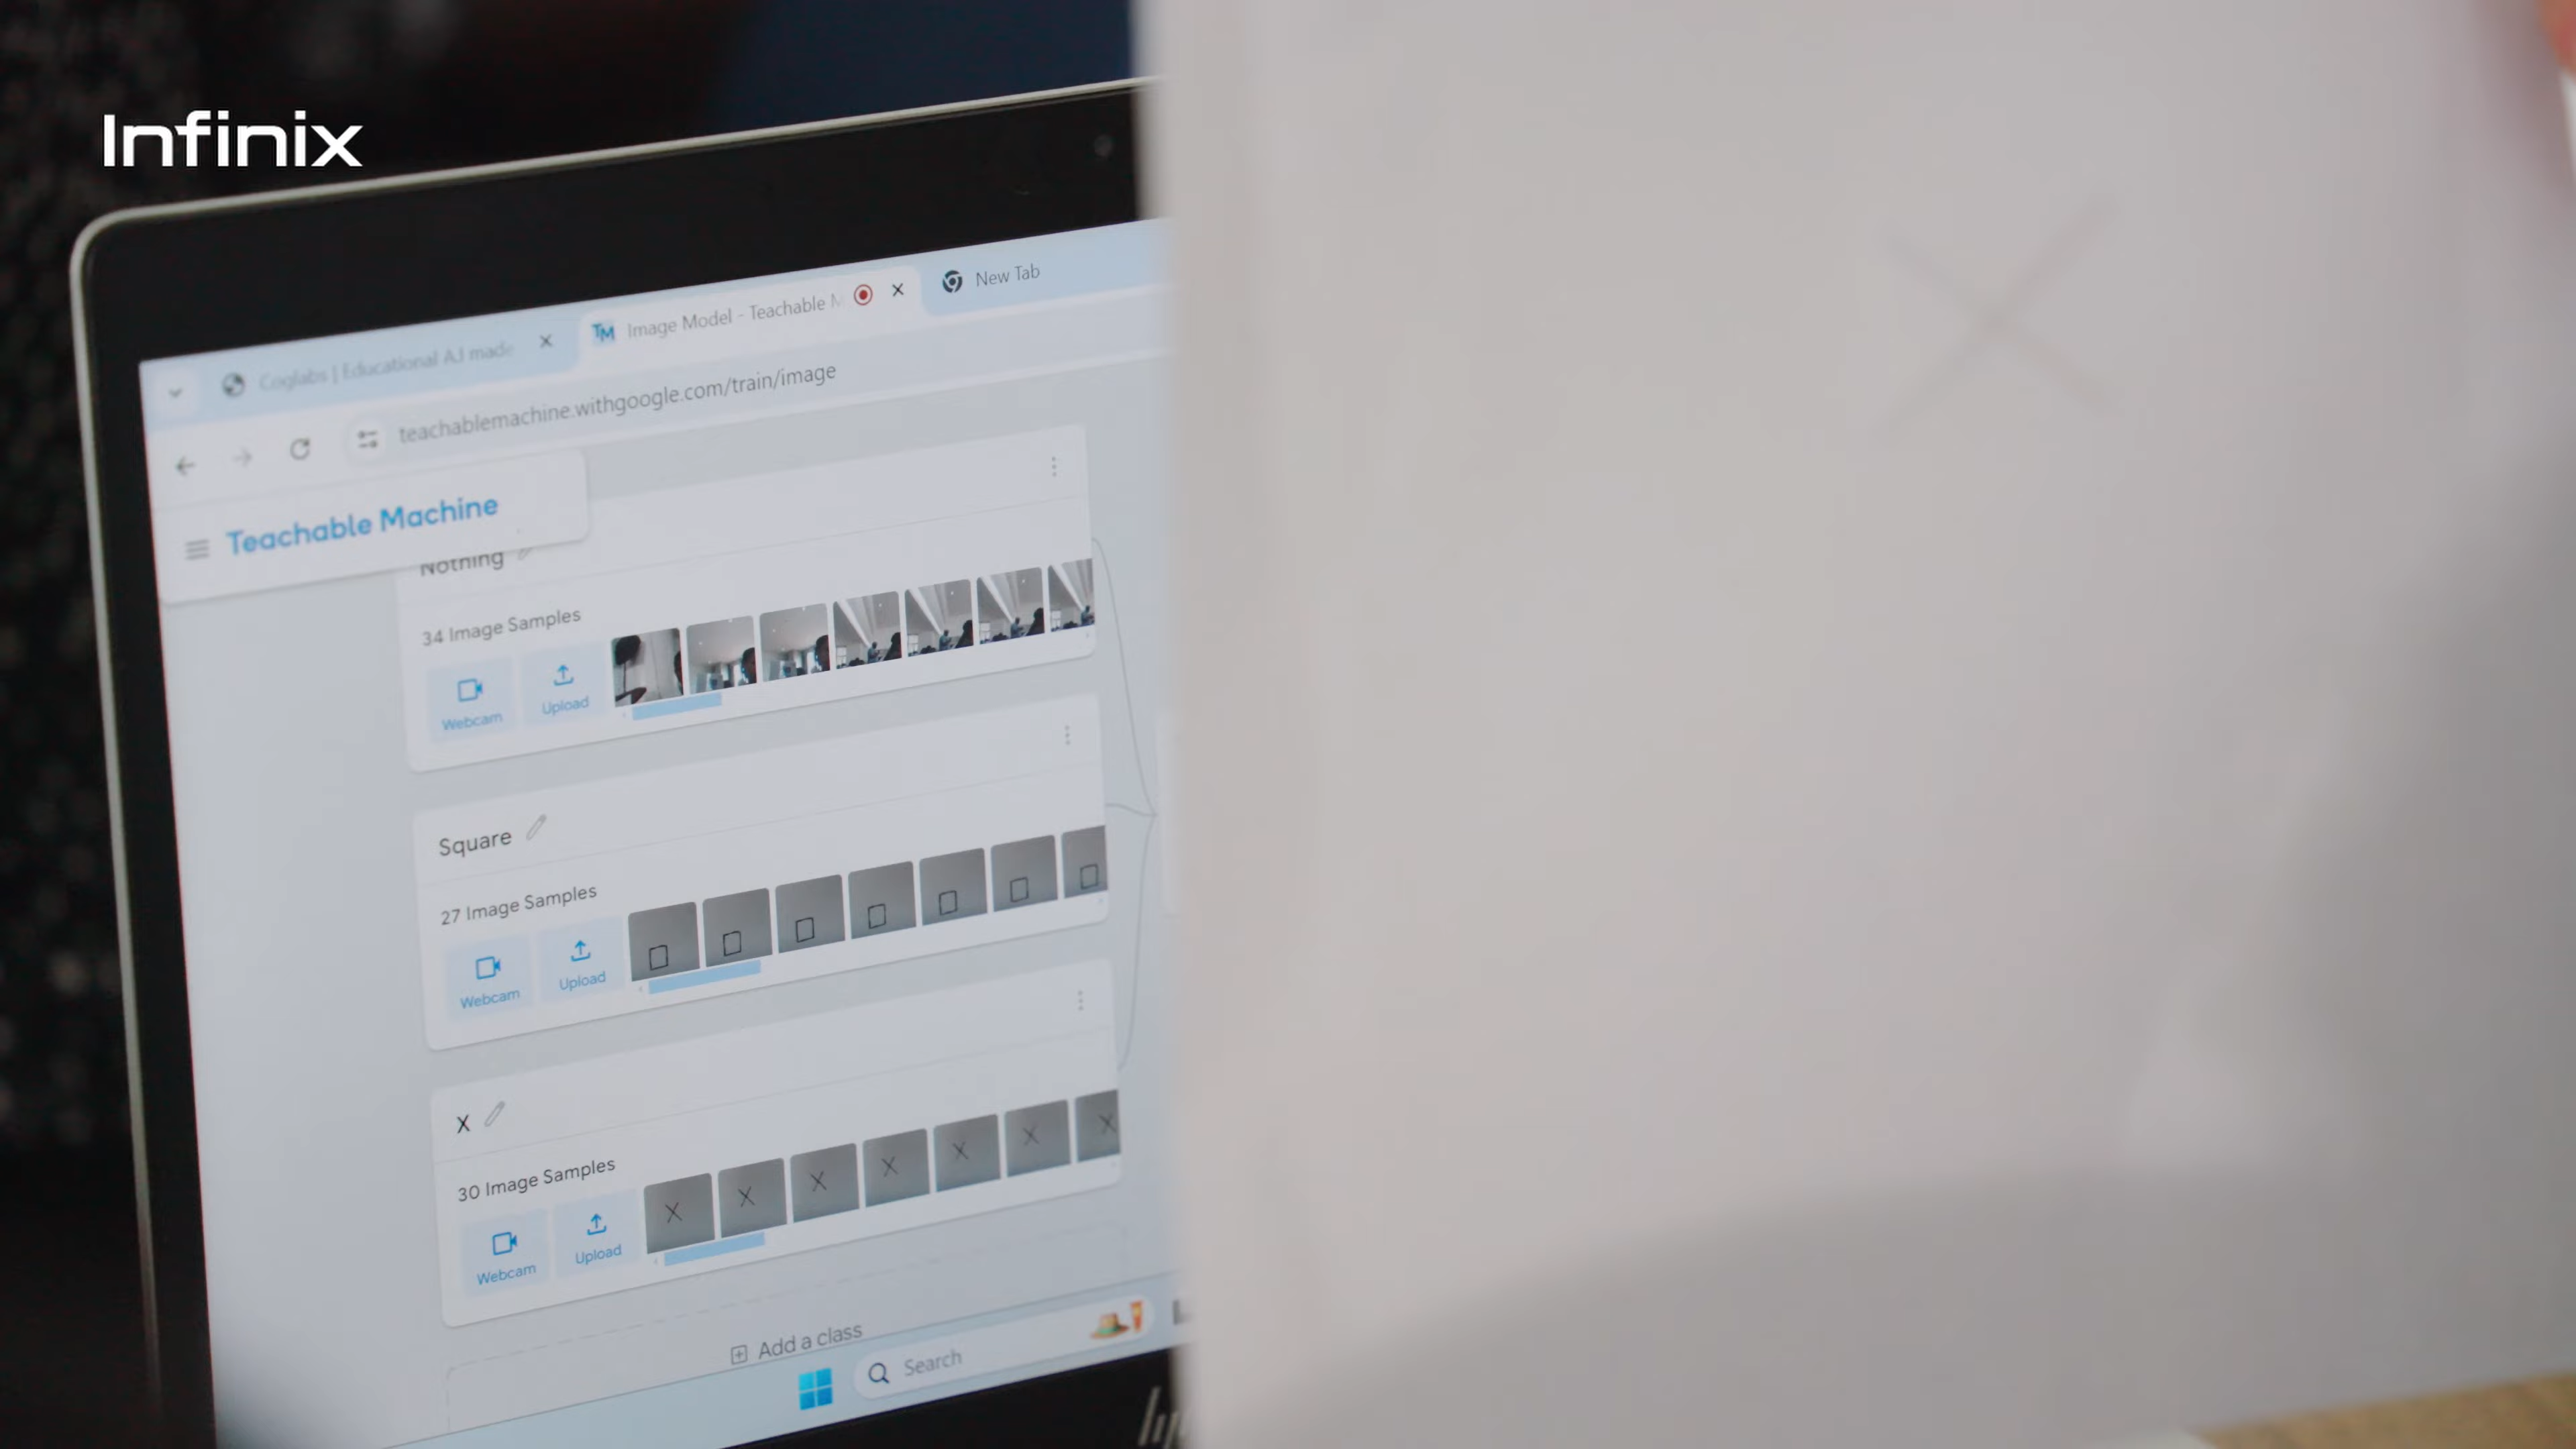 Infinix
Coglabs | Educational A.I made
Image Model - Teachable M
New Tab
teachablemachine.withgoogle.com/train/image
Teachable Machine
Nothing
34 Image Samples
Webcam
Upload
Square
27 Image Samples
Webcam
Upload
X
30 Image Samples
Webcam
Upload
Add a class
Search
hp